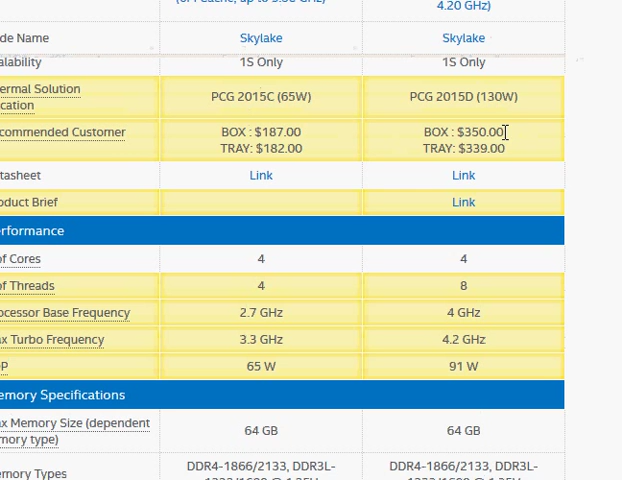 4.20 GHz)
de Name Skylake Skylake
alability 1S Only 1S Only
ermal Solution
ication PCG 2015C (65W) PCG 2015D (130W)
commended Customer BOX : $187.00 BOX : $350.00
TRAY: $182.00 TRAY: $339.00
tasheet Link Link
oduct Brief Link
erformance
of Cores 4 4
of Threads 4 8
ocessor Base Frequency 2.7 GHz 4 GHz
ax Turbo Frequency 3.3 GHz 4.2 GHz
P 65 W 91 W
emory Specifications
ax Memory Size (dependent
mory type) 64 GB 64 GB
emory Types DDR4-1866/2133, DDR3L- DDR4-1866/2133, DDR3L-